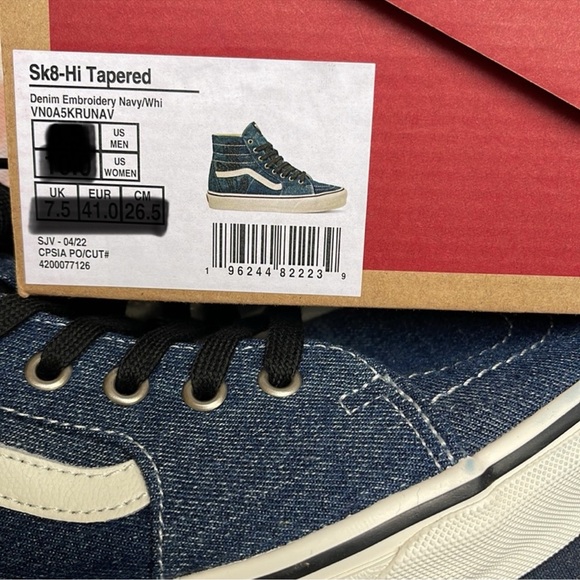 Sk8-Hi Tapered
Denim Embroidery Navy/Whi
VN0A5KRUNAV
US MEN
US WOMEN
UK EUR CM
7.5 41.0 26.5
SJV - 04/22
CPSIA PO/CUT#
4200077126
1 96244 82223 9